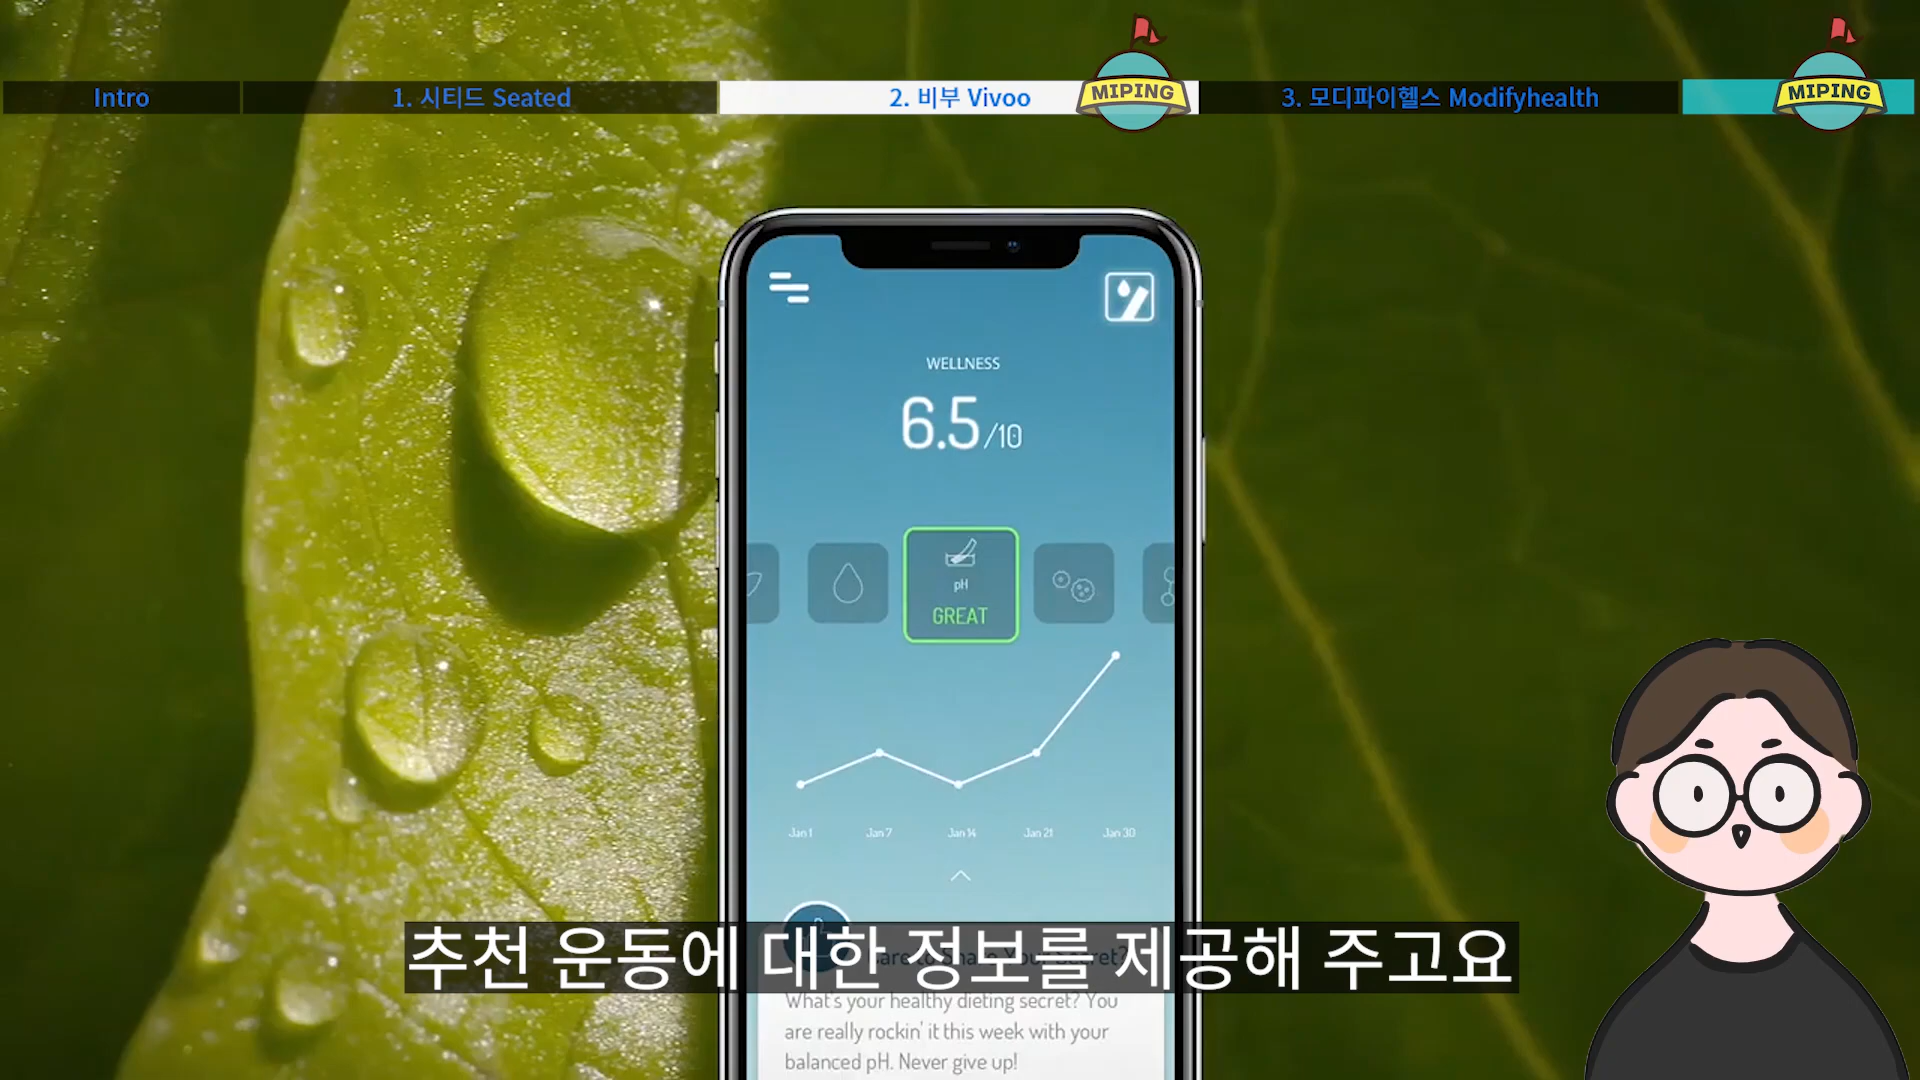 Intro
1. 시티드 Seated
2. 비부 Vivoo
MIPING
3. 모디파이헬스 Modifyhealth
MIPING
WELLNESS
6.5/10
pH
GREAT
Jan 1 Jan 7 Jan 14 Jan 21 Jan 30
추천 운동에 대한 정보를 제공해 주고요
What's your healthy dieting secret? You
are really rockin' it this week with your
balanced pH. Never give up!